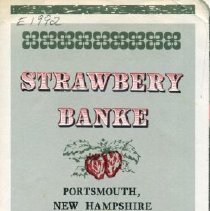 E1992
STRAWBERY
BANKE
PORTSMOUTH,
NEW HAMPSHIRE